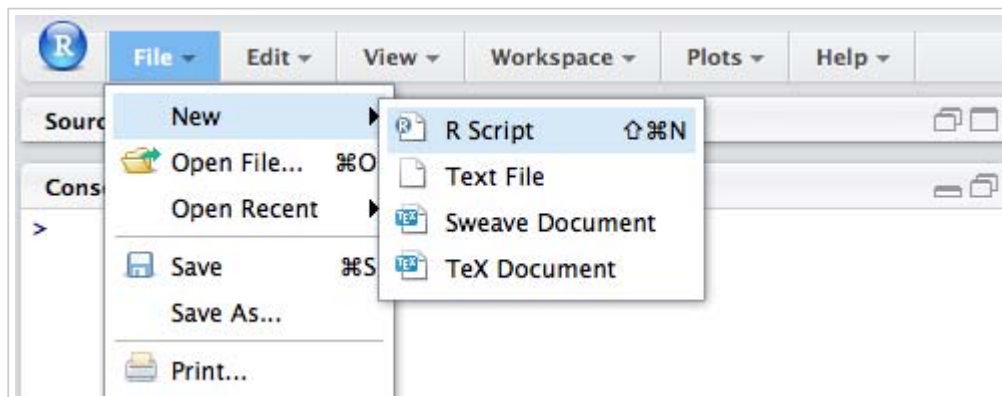 R
File Edit View Workspace Plots Help
Sourc
Cons
>
New
Open File... ⌘O
Open Recent
Save ⌘S
Save As...
Print...
R Script ⇧⌘N
Text File
Sweave Document
TeX Document